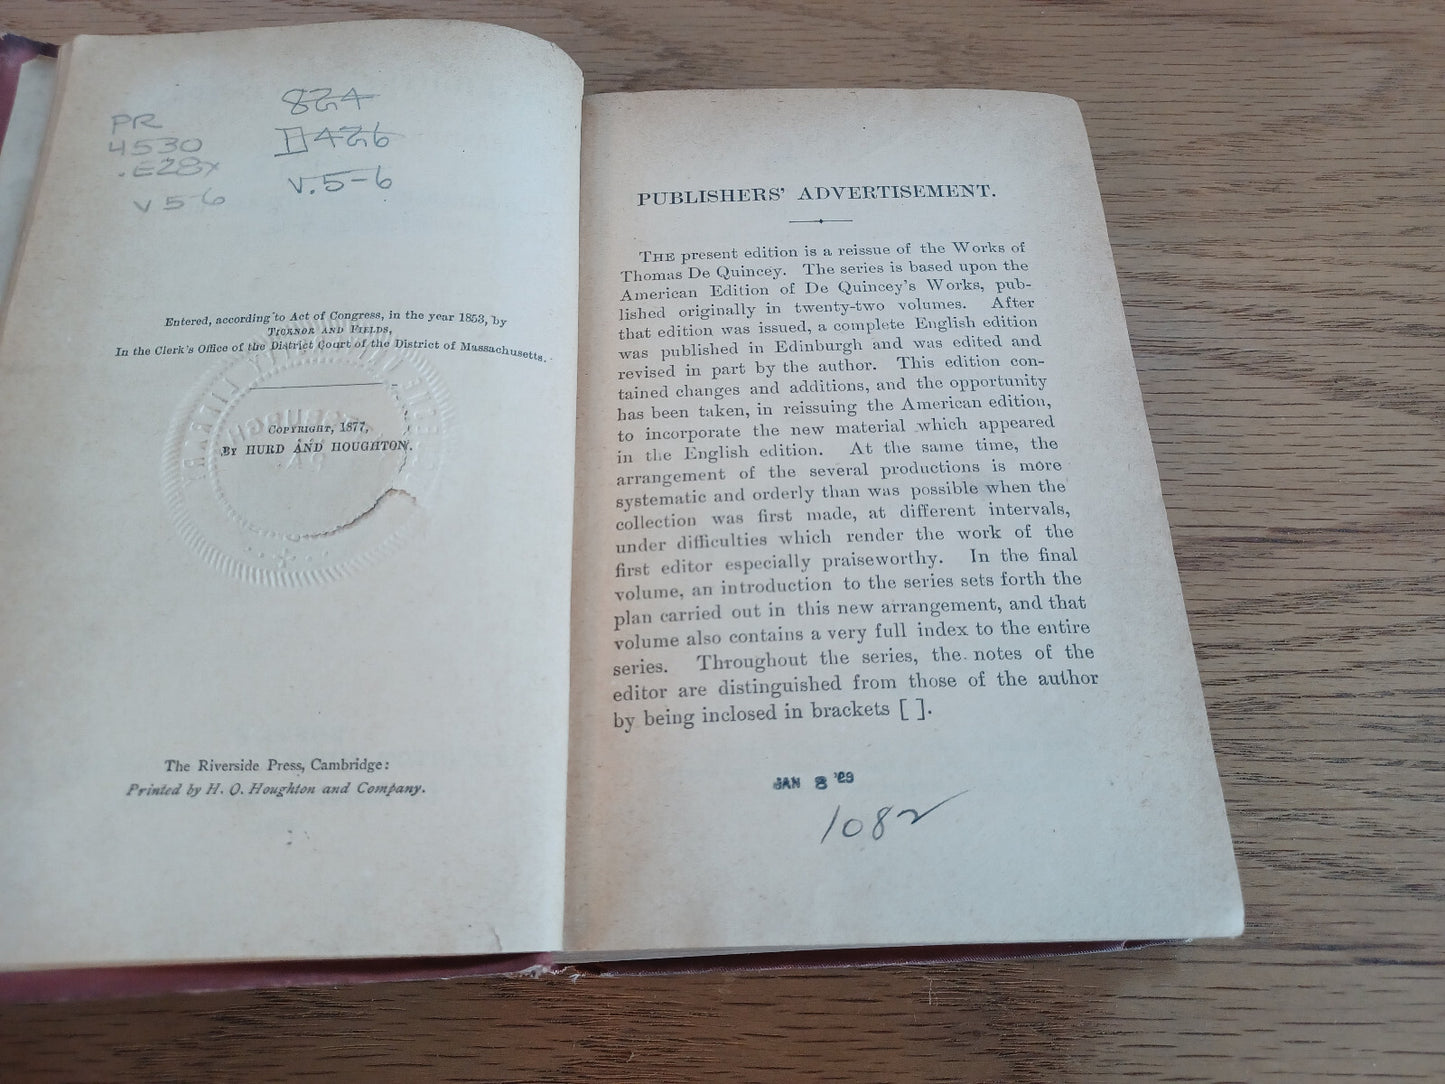 PR
4530
.E28x
v 5-6
824
D426
v.5-6
Entered, according to Act of Congress, in the year 1853, by
TICKNOR AND FIELDS,
In the Clerk's Office of the District Court of the District of Massachusetts.
COPYRIGHT, 1877,
BY HURD AND HOUGHTON.
The Riverside Press, Cambridge:
Printed by H. O. Houghton and Company.
PUBLISHERS' ADVERTISEMENT.
THE present edition is a reissue of the Works of
Thomas De Quincey. The series is based upon the
American Edition of De Quincey's Works, pub-
lished originally in twenty-two volumes. After
that edition was issued, a complete English edition
was published in Edinburgh and was edited and
revised in part by the author. This edition con-
tained changes and additions, and the opportunity
has been taken, in reissuing the American edition,
to incorporate the new material which appeared
in the English edition. At the same time, the
arrangement of the several productions is more
systematic and orderly than was possible when the
collection was first made, at different intervals,
under difficulties which render the work of the
first editor especially praiseworthy. In the final
volume, an introduction to the series sets forth the
plan carried out in this new arrangement, and that
volume also contains a very full index to the entire
series. Throughout the series, the notes of the
editor are distinguished from those of the author
by being inclosed in brackets [ ].
JAN 8
1082